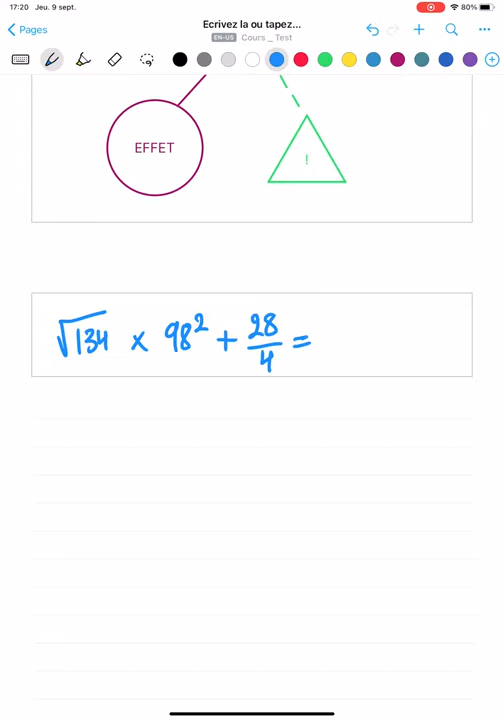 17:20 Jeu. 9 sept. 80%
Pages
Ecrivez la ou tapez...
EN-US Cours _ Test
EFFET
!
√134 × 98² + 28/4 =